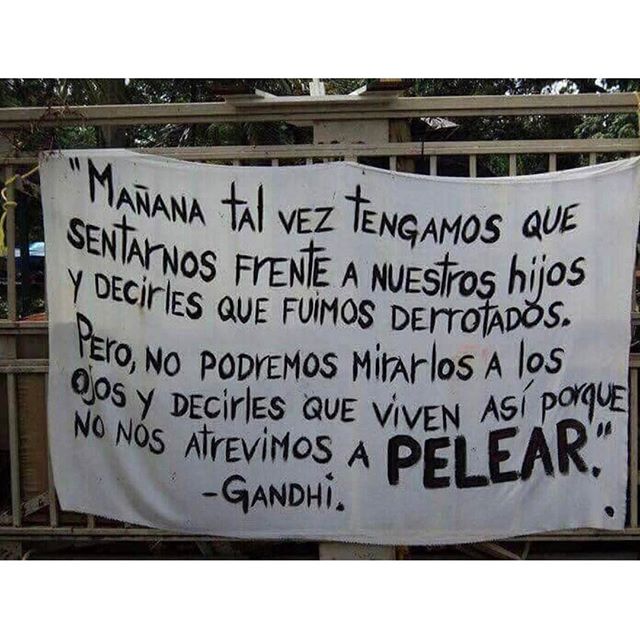 "MAÑANA tAl VEZ tENGAMOS QUE
SENtArNOS FrENtE A NUEStrOS hijOS
Y DECirlES QUE FUiMOS DErrOtADOS.
PErO, NO PODrEMOS MirArlOS A lOS
OjOS Y DECirlES QUE ViVEN ASí porqUE
NO NOS AtrEViMOS A PELEAR."
-GANDHi.